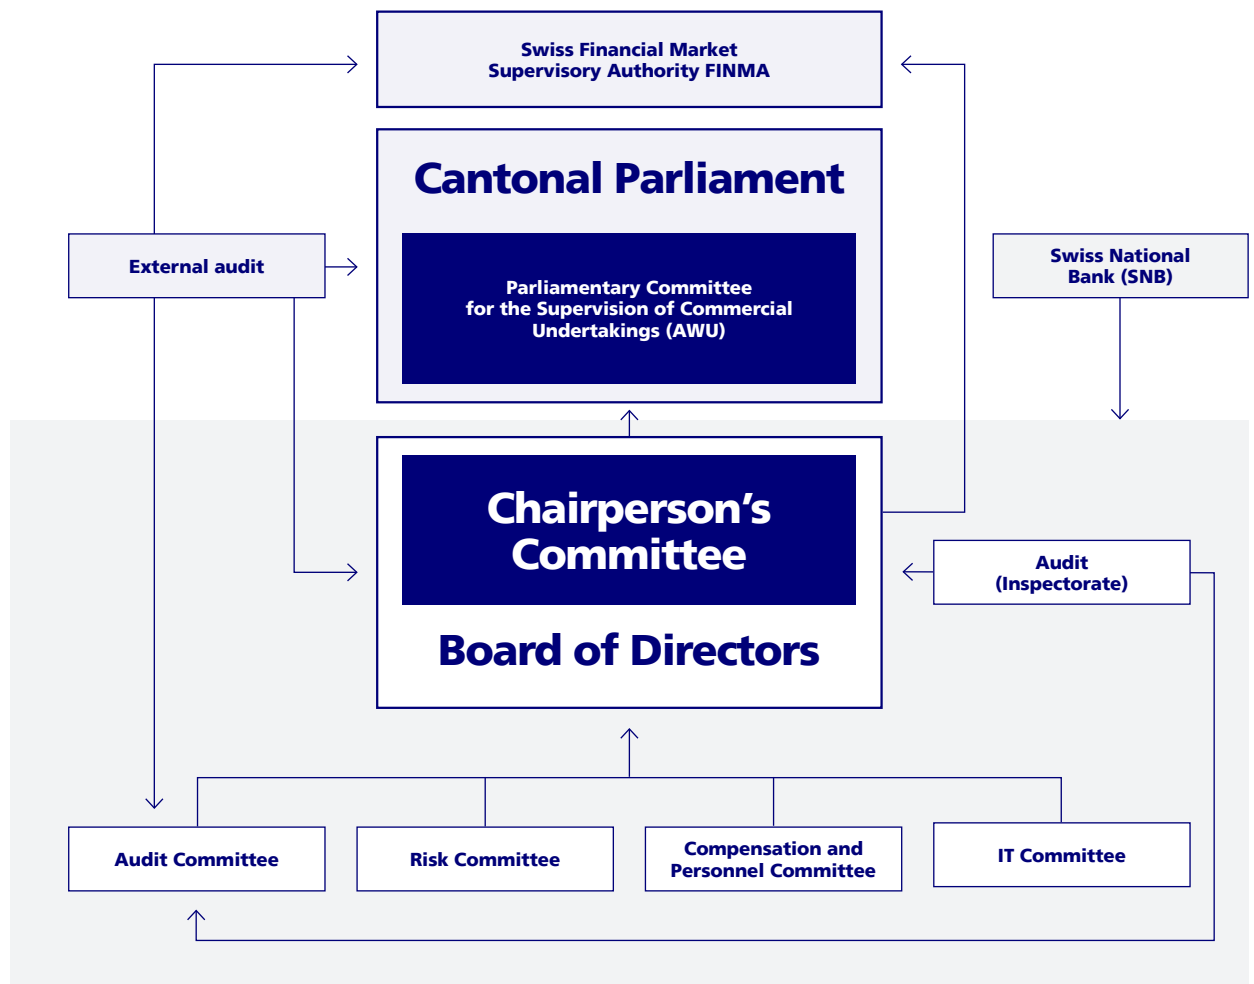 Swiss Financial Market
Supervisory Authority FINMA
Cantonal Parliament
External audit
Parliamentary Committee
for the Supervision of Commercial
Undertakings (AWU)
Swiss National
Bank (SNB)
Chairperson’s
Committee
Board of Directors
Audit
(Inspectorate)
Audit Committee
Risk Committee
Compensation and
Personnel Committee
IT Committee